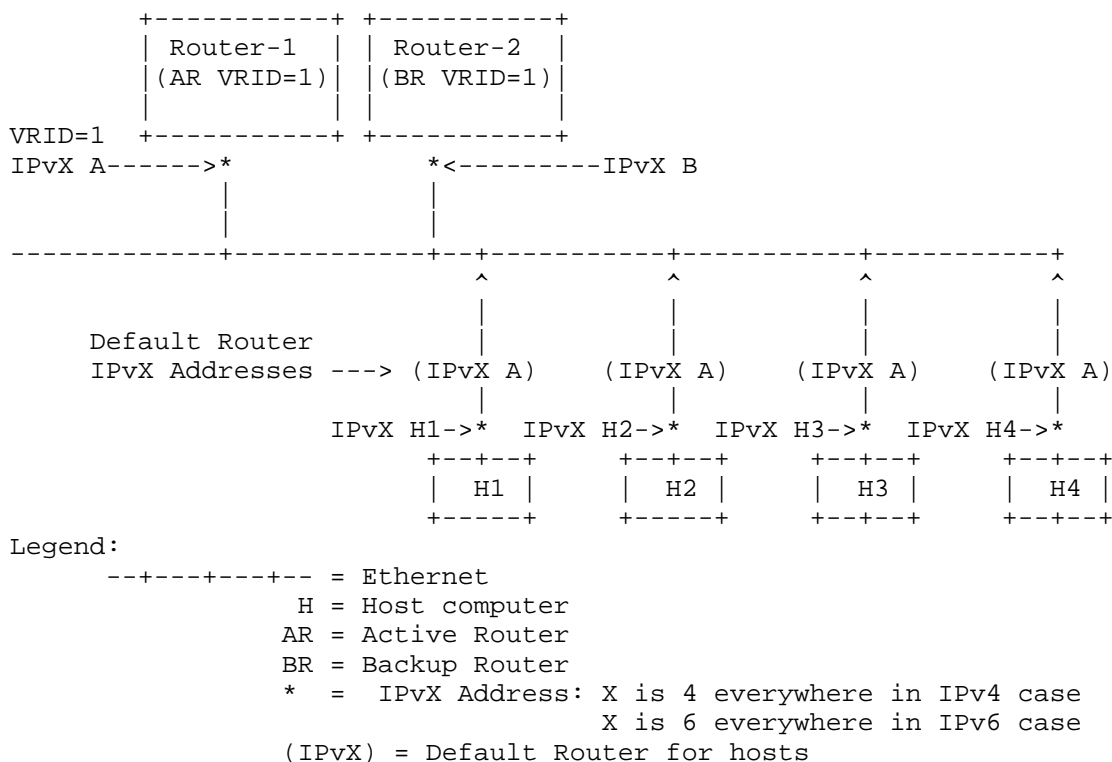 Router-1 Router-2
(AR VRID=1) (BR VRID=1)
VRID=1
IPvX A------>* *<---------IPvX B
Default Router
IPvX Addresses ---> (IPvX A) (IPvX A) (IPvX A) (IPvX A)
IPvX H1->* IPvX H2->* IPvX H3->* IPvX H4->*
H1 H2 H3 H4
Legend:
--+---+---+-- = Ethernet
H = Host computer
AR = Active Router
BR = Backup Router
* = IPvX Address: X is 4 everywhere in IPv4 case
X is 6 everywhere in IPv6 case
(IPvX) = Default Router for hosts